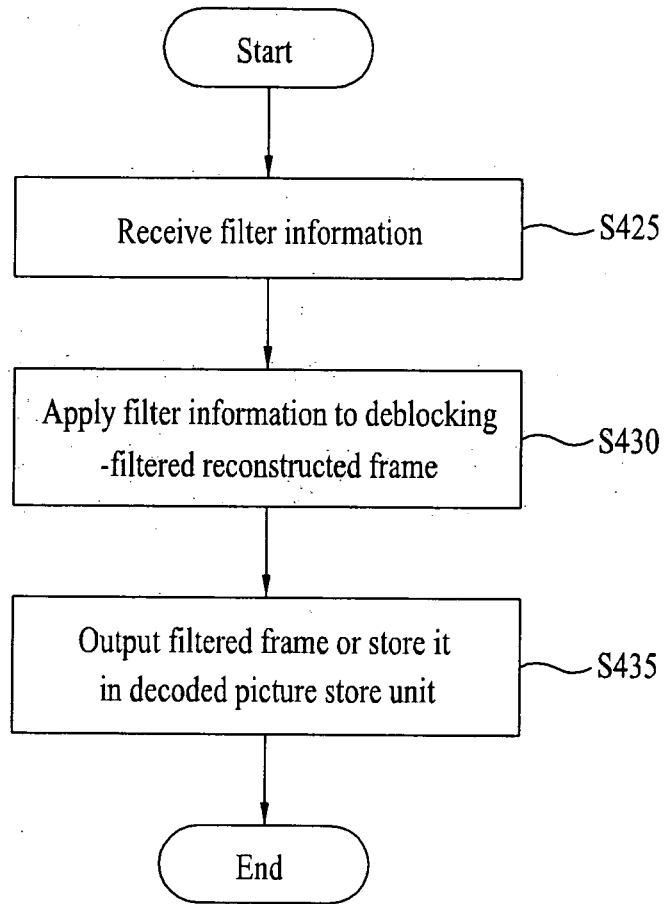 Start
Receive filter information
S425
Apply filter information to deblocking
-filtered reconstructed frame
S430
Output filtered frame or store it
in decoded picture store unit
S435
End